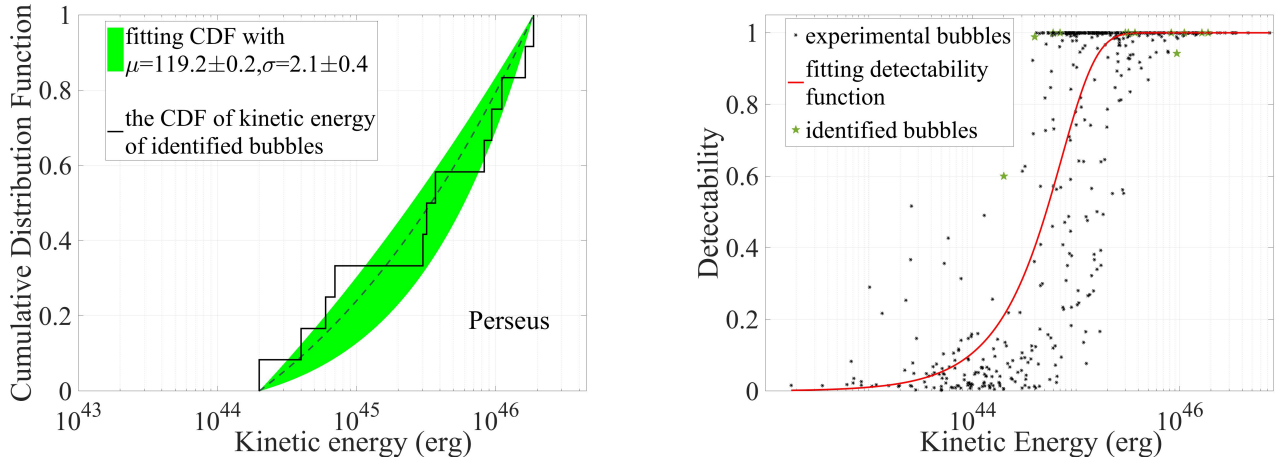 Cumulative Distribution Function
1
0.8
0.6
0.4
0.2
0
fitting CDF with
μ=119.2±0.2,σ=2.1±0.4
the CDF of kinetic energy
of identified bubbles
Perseus
10^43
10^44
10^45
10^46
Kinetic energy (erg)
Detectability
1
0.8
0.6
0.4
0.2
0
experimental bubbles
fitting detectability
function
identified bubbles
10^44
10^46
Kinetic Energy (erg)